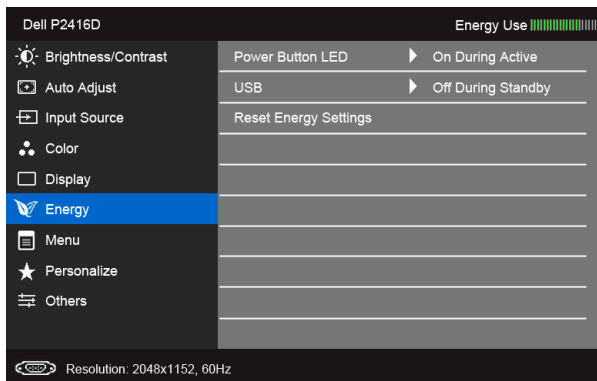 Dell P2416D Energy Use
Brightness/Contrast Power Button LED On During Active
Auto Adjust USB Off During Standby
Input Source Reset Energy Settings
Color
Display
Energy
Menu
Personalize
Others
Resolution: 2048x1152, 60Hz